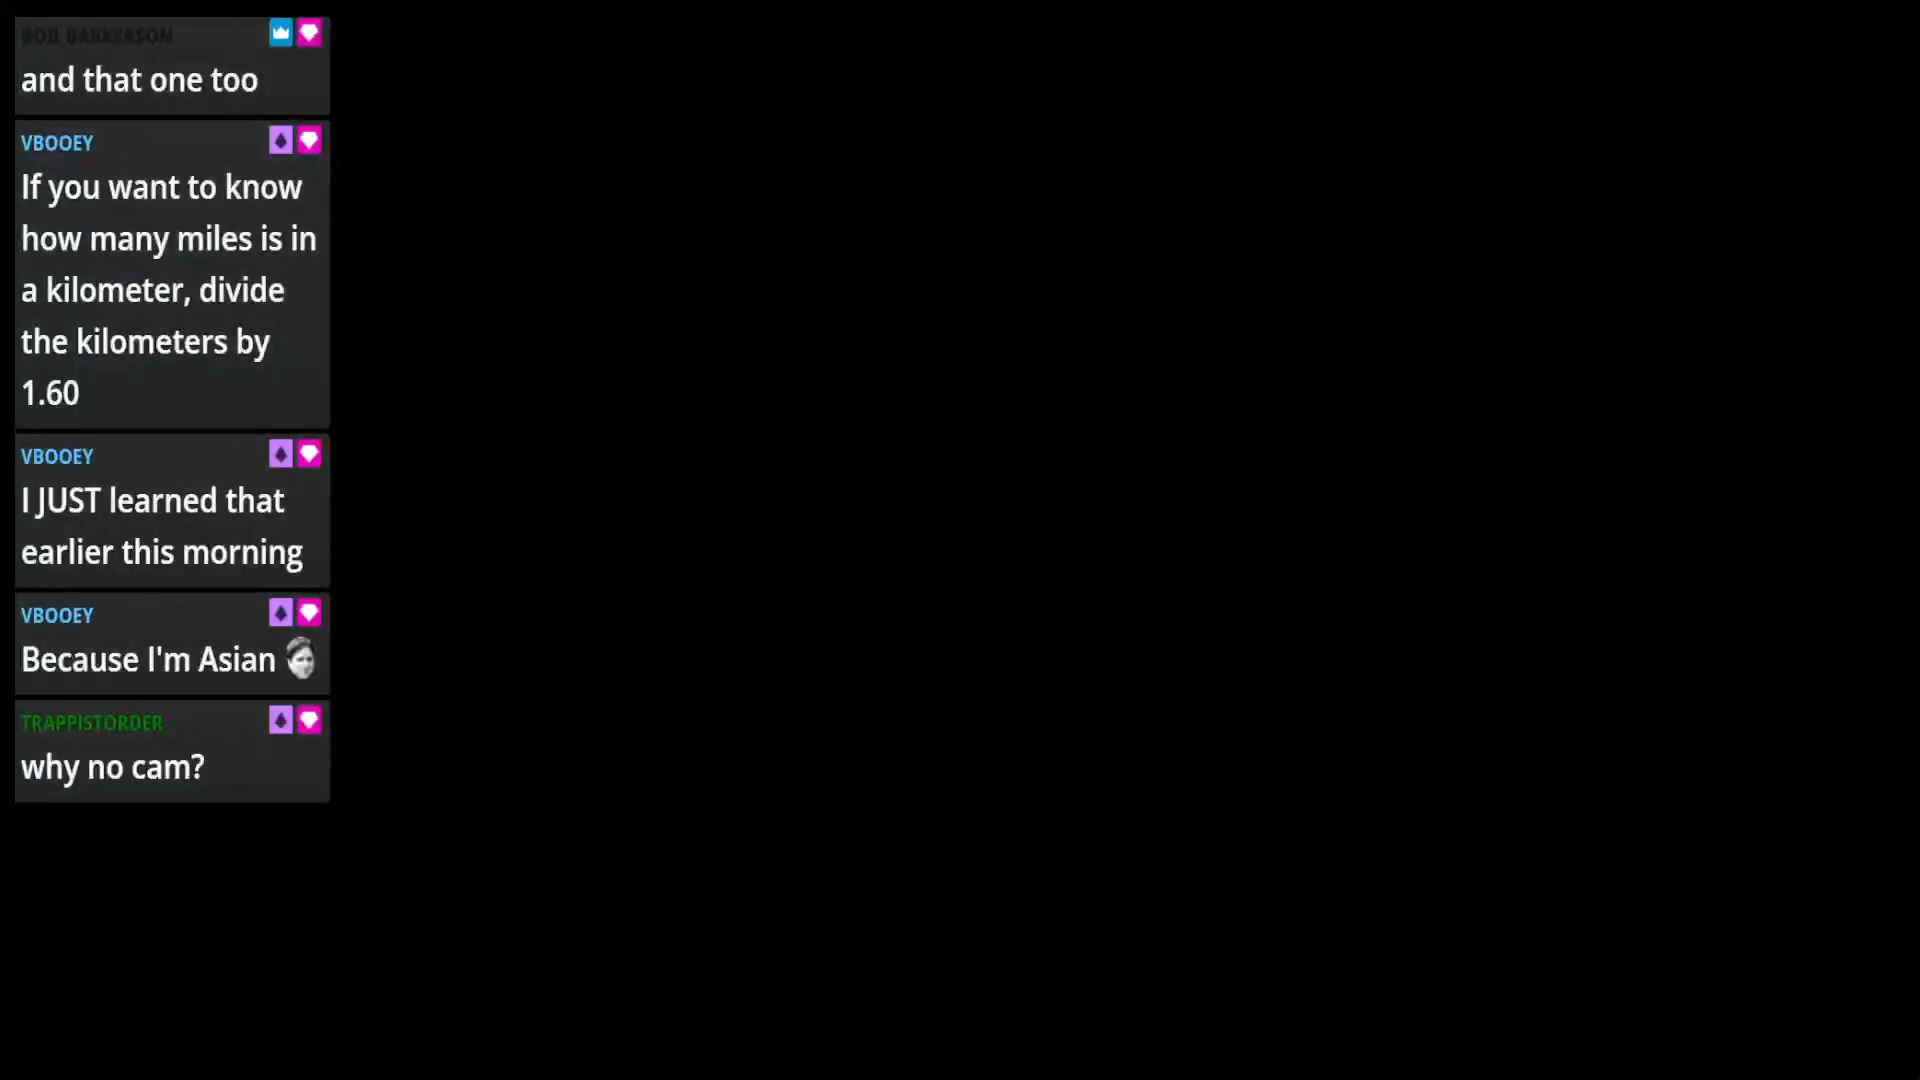 BOB_BARKERSON
and that one too
VBOOEY
If you want to know
how many miles is in
a kilometer, divide
the kilometers by
1.60
VBOOEY
I JUST learned that
earlier this morning
VBOOEY
Because I'm Asian
TRAPPISTORDER
why no cam?